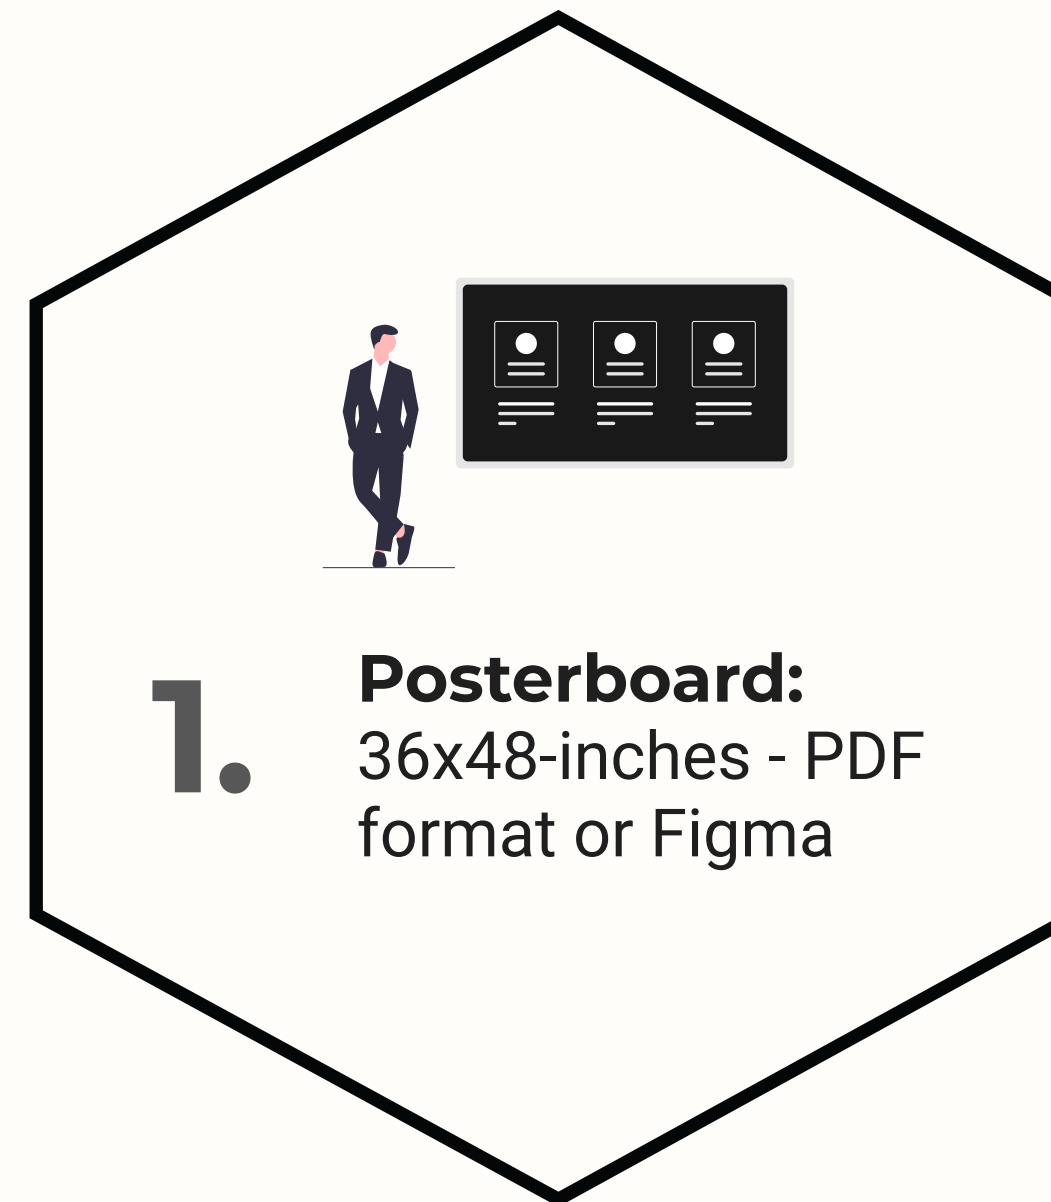 1.
Posterboard:
36x48-inches - PDF
format or Figma